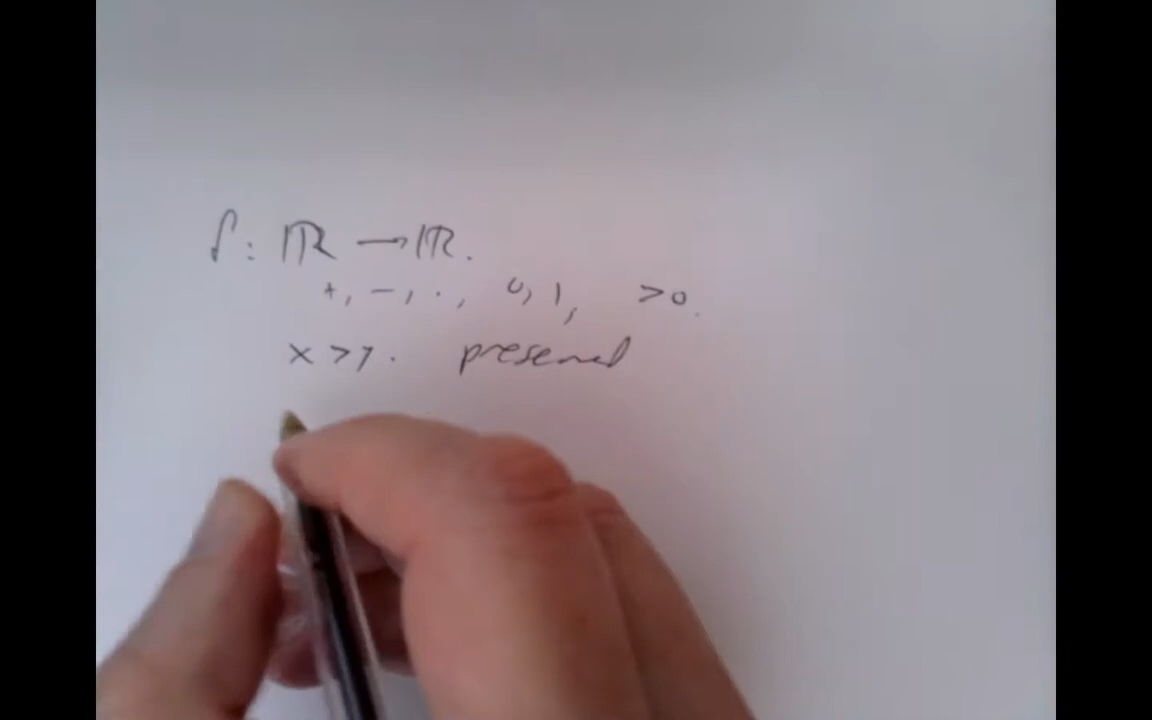 f: ℝ → ℝ.
+, −, ·, 0, 1, >0.
x > y. preserved